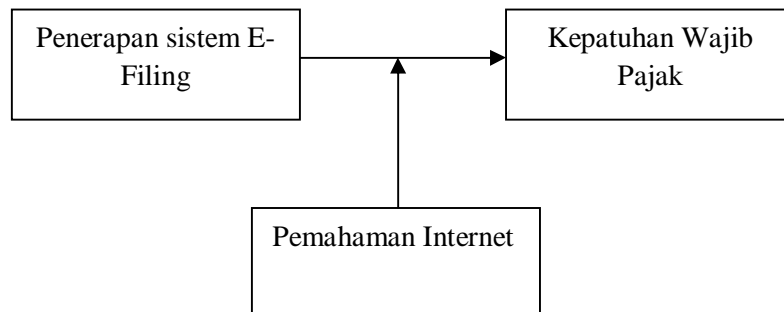 Penerapan sistem E-
Filing
Kepatuhan Wajib
Pajak
Pemahaman Internet